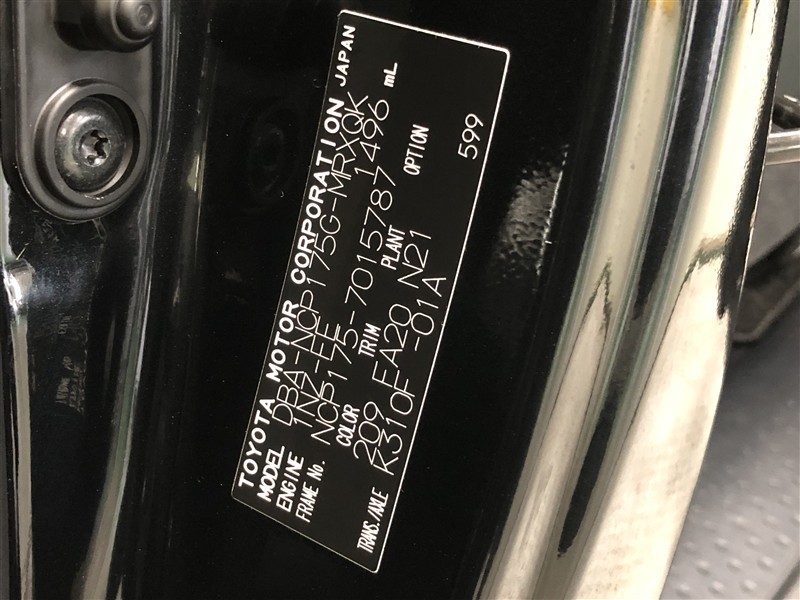 TOYOTA MOTOR CORPORATION JAPAN
MODEL DBA-NCP175G-MRXQK
ENGINE 1NZ-FE 1496 mL
FRAME No. NCP175-7015787
COLOR TRIM PLANT OPTION
209 FA20 N21
TRANS./AXLE K310F -01A
599